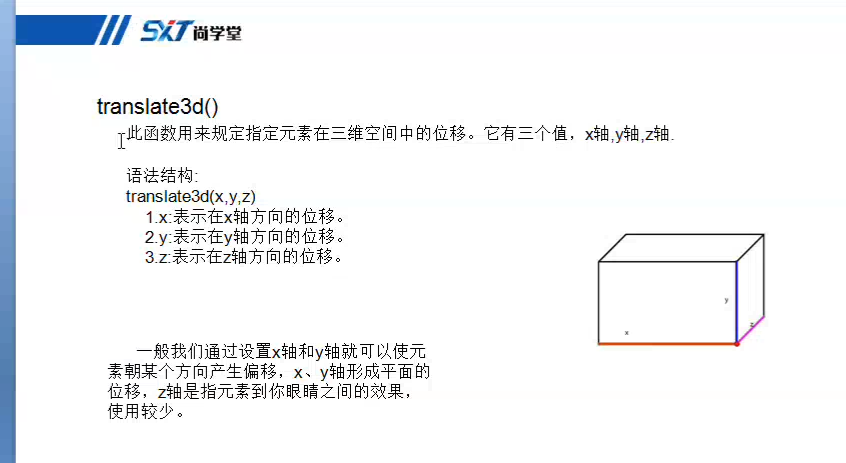 SXT尚学堂
translate3d()
此函数用来规定指定元素在三维空间中的位移。它有三个值，x轴,y轴,z轴.
语法结构:
translate3d(x,y,z)
1.x:表示在x轴方向的位移。
2.y:表示在y轴方向的位移。
3.z:表示在z轴方向的位移。
y
z
x
一般我们通过设置x轴和y轴就可以使元
素朝某个方向产生偏移，x、y轴形成平面的
位移，z轴是指元素到你眼睛之间的效果，
使用较少。